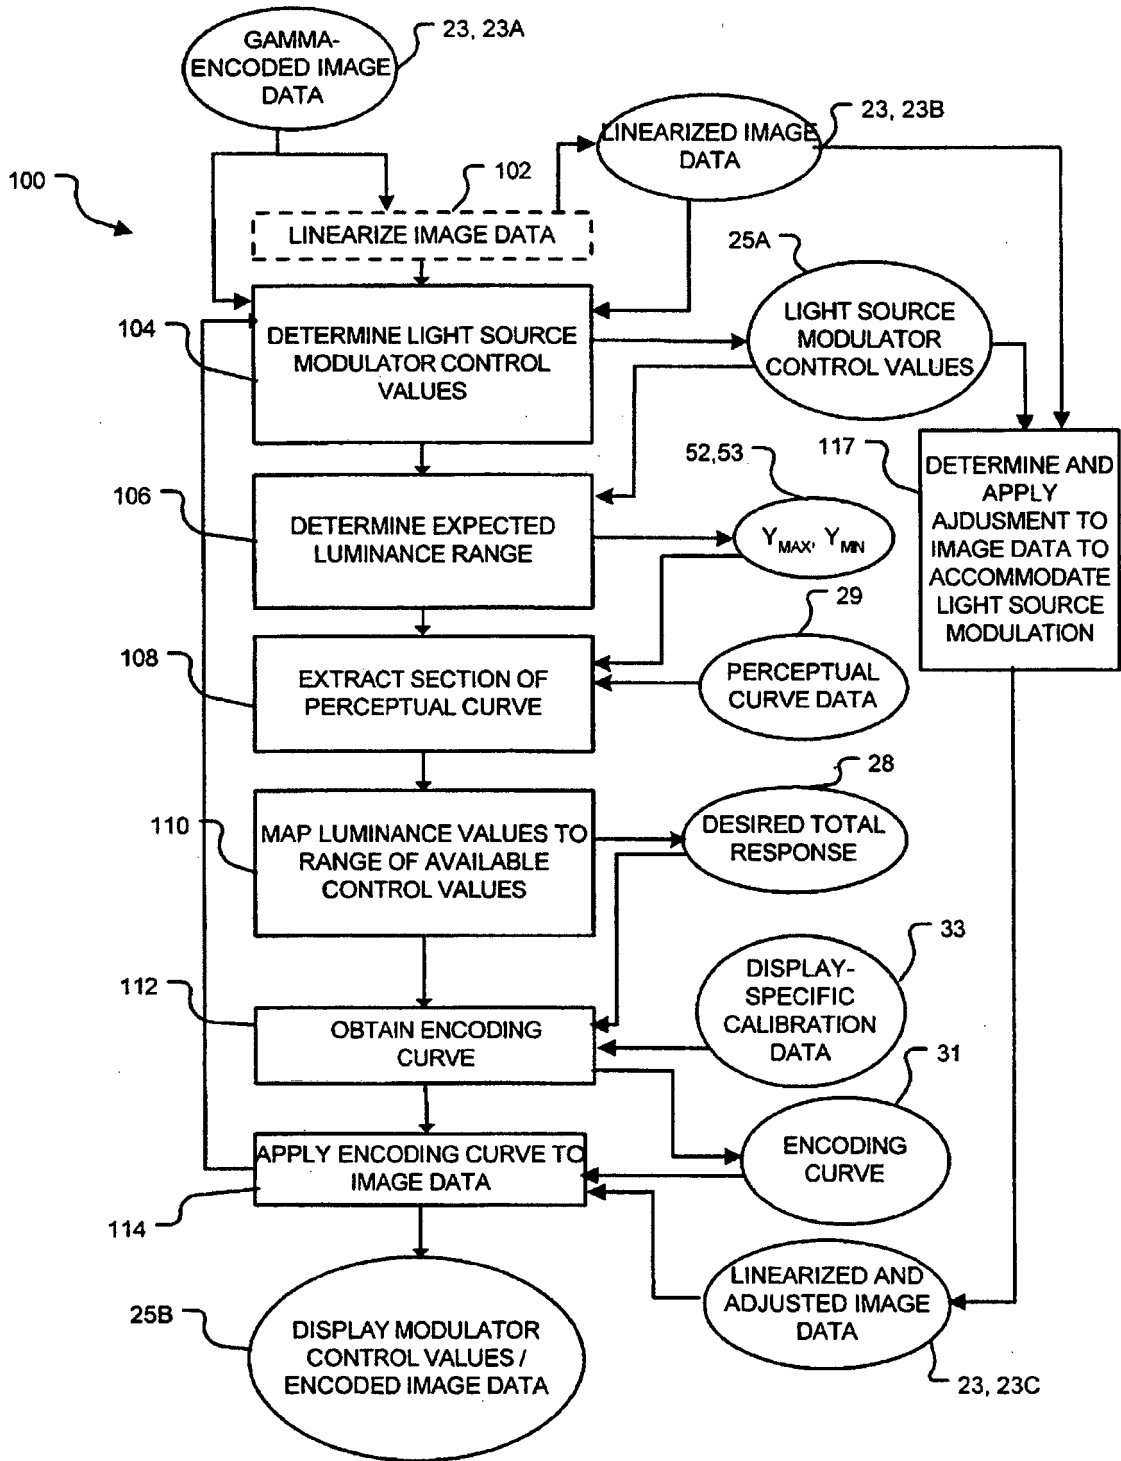 GAMMA-
ENCODED IMAGE
DATA
23, 23A
LINEARIZED IMAGE
DATA
23, 23B
100
102
LINEARIZE IMAGE DATA
25A
LIGHT SOURCE
MODULATOR
CONTROL VALUES
104
DETERMINE LIGHT SOURCE
MODULATOR CONTROL
VALUES
52,53
117
DETERMINE AND
APPLY
AJDUSMENT TO
IMAGE DATA TO
ACCOMMODATE
LIGHT SOURCE
MODULATION
106
DETERMINE EXPECTED
LUMINANCE RANGE
YMAX, YMIN
29
108
EXTRACT SECTION OF
PERCEPTUAL CURVE
PERCEPTUAL
CURVE DATA
28
110
MAP LUMINANCE VALUES TO
RANGE OF AVAILABLE
CONTROL VALUES
DESIRED TOTAL
RESPONSE
33
DISPLAY-
SPECIFIC
CALIBRATION
DATA
112
OBTAIN ENCODING
CURVE
31
ENCODING
CURVE
APPLY ENCODING CURVE TO
IMAGE DATA
114
LINEARIZED AND
ADJUSTED IMAGE
DATA
23, 23C
25B
DISPLAY MODULATOR
CONTROL VALUES /
ENCODED IMAGE DATA